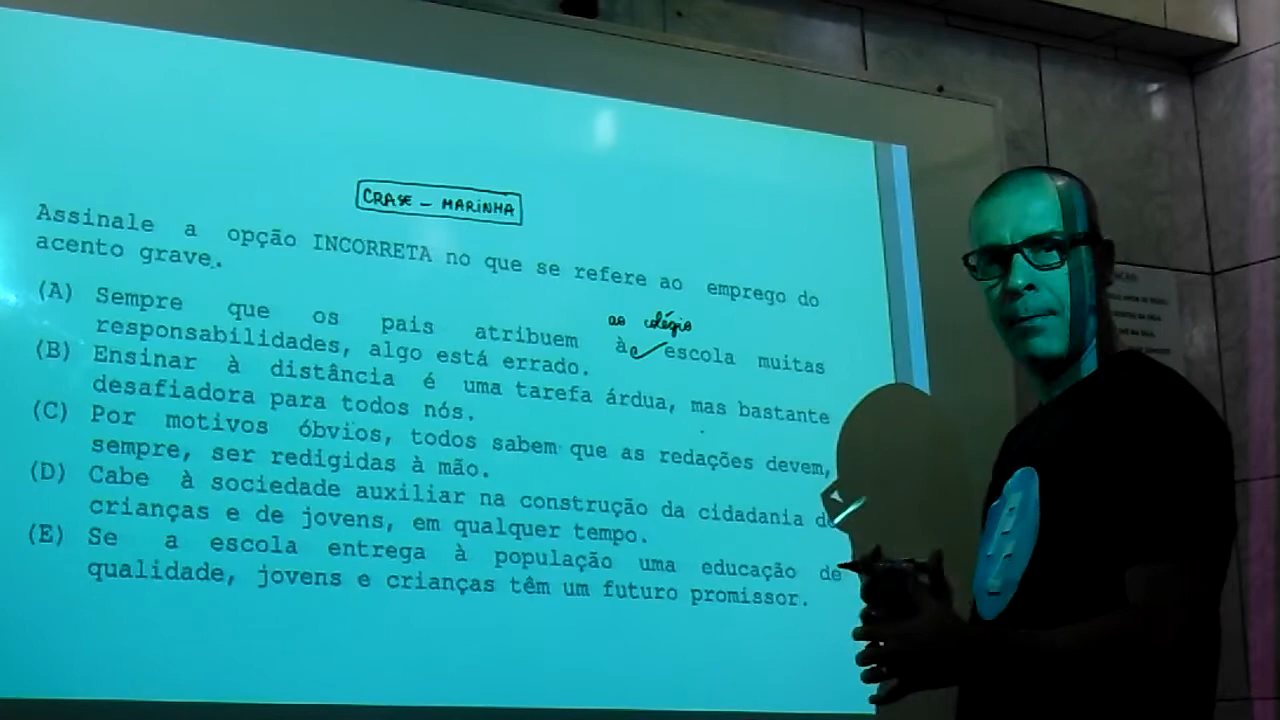 CRASE – MARINHA
Assinale a opção INCORRETA no que se refere ao emprego do
acento grave.
ao colégio
(A) Sempre que os pais atribuem à escola muitas
responsabilidades, algo está errado.
(B) Ensinar à distância é uma tarefa árdua, mas bastante
desafiadora para todos nós.
(C) Por motivos óbvios, todos sabem que as redações devem,
sempre, ser redigidas à mão.
(D) Cabe à sociedade auxiliar na construção da cidadania de
crianças e de jovens, em qualquer tempo.
(E) Se a escola entrega à população uma educação de
qualidade, jovens e crianças têm um futuro promissor.